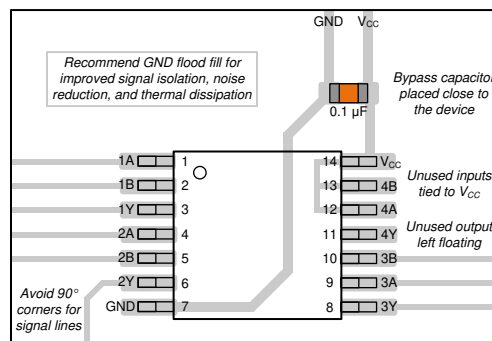 GND VCC
Recommend GND flood fill for
improved signal isolation, noise
reduction, and thermal dissipation
Bypass capacitor
placed close to
the device
0.1 µF
1A 1 14 VCC
1B 2 13 4B
1Y 3 12 4A
2A 4 11 4Y
2B 5 10 3B
2Y 6 9 3A
GND 7 8 3Y
Unused inputs
tied to VCC
Unused output
left floating
Avoid 90°
corners for
signal lines